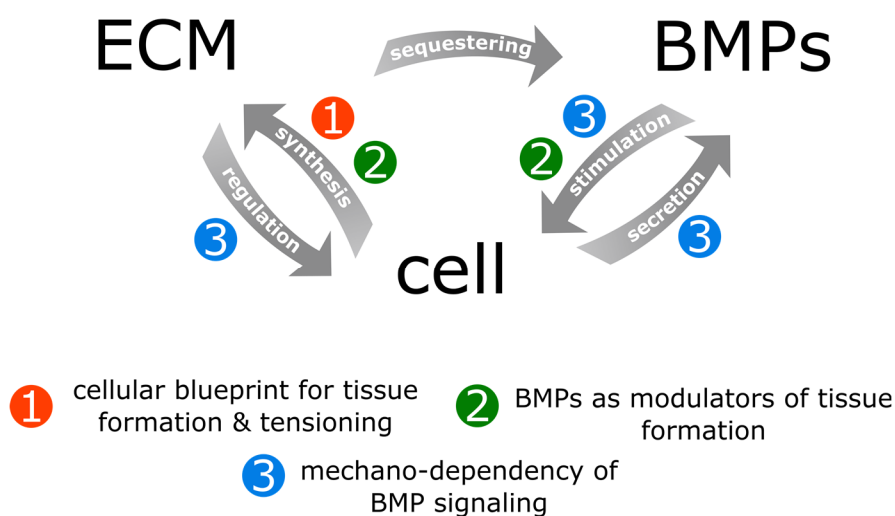 ECM
sequestering
BMPs
1
synthesis
2
regulation
3
3
2
stimulation
secretion
3
cell
1 cellular blueprint for tissue
formation & tensioning
2 BMPs as modulators of tissue
formation
3 mechano-dependency of
BMP signaling